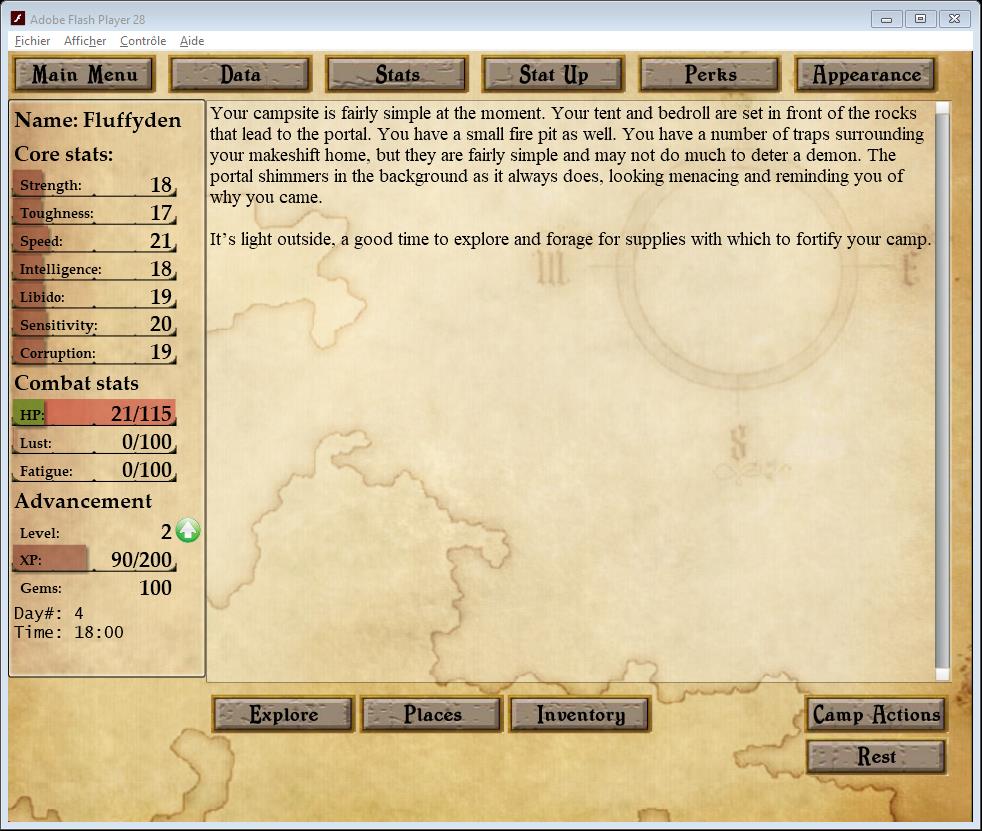 Adobe Flash Player 28
Fichier Afficher Contrôle Aide
Main Menu Data Stats Stat Up Perks Appearance
Name: Fluffyden
Core stats:
Strength: 18
Toughness: 17
Speed: 21
Intelligence: 18
Libido: 19
Sensitivity: 20
Corruption: 19
Combat stats
HP: 21/115
Lust: 0/100
Fatigue: 0/100
Advancement
Level: 2
XP: 90/200
Gems: 100
Day#: 4
Time: 18:00
Your campsite is fairly simple at the moment. Your tent and bedroll are set in front of the rocks
that lead to the portal. You have a small fire pit as well. You have a number of traps surrounding
your makeshift home, but they are fairly simple and may not do much to deter a demon. The
portal shimmers in the background as it always does, looking menacing and reminding you of
why you came.
It’s light outside, a good time to explore and forage for supplies with which to fortify your camp.
W E
S
Explore Places Inventory Camp Actions
Rest